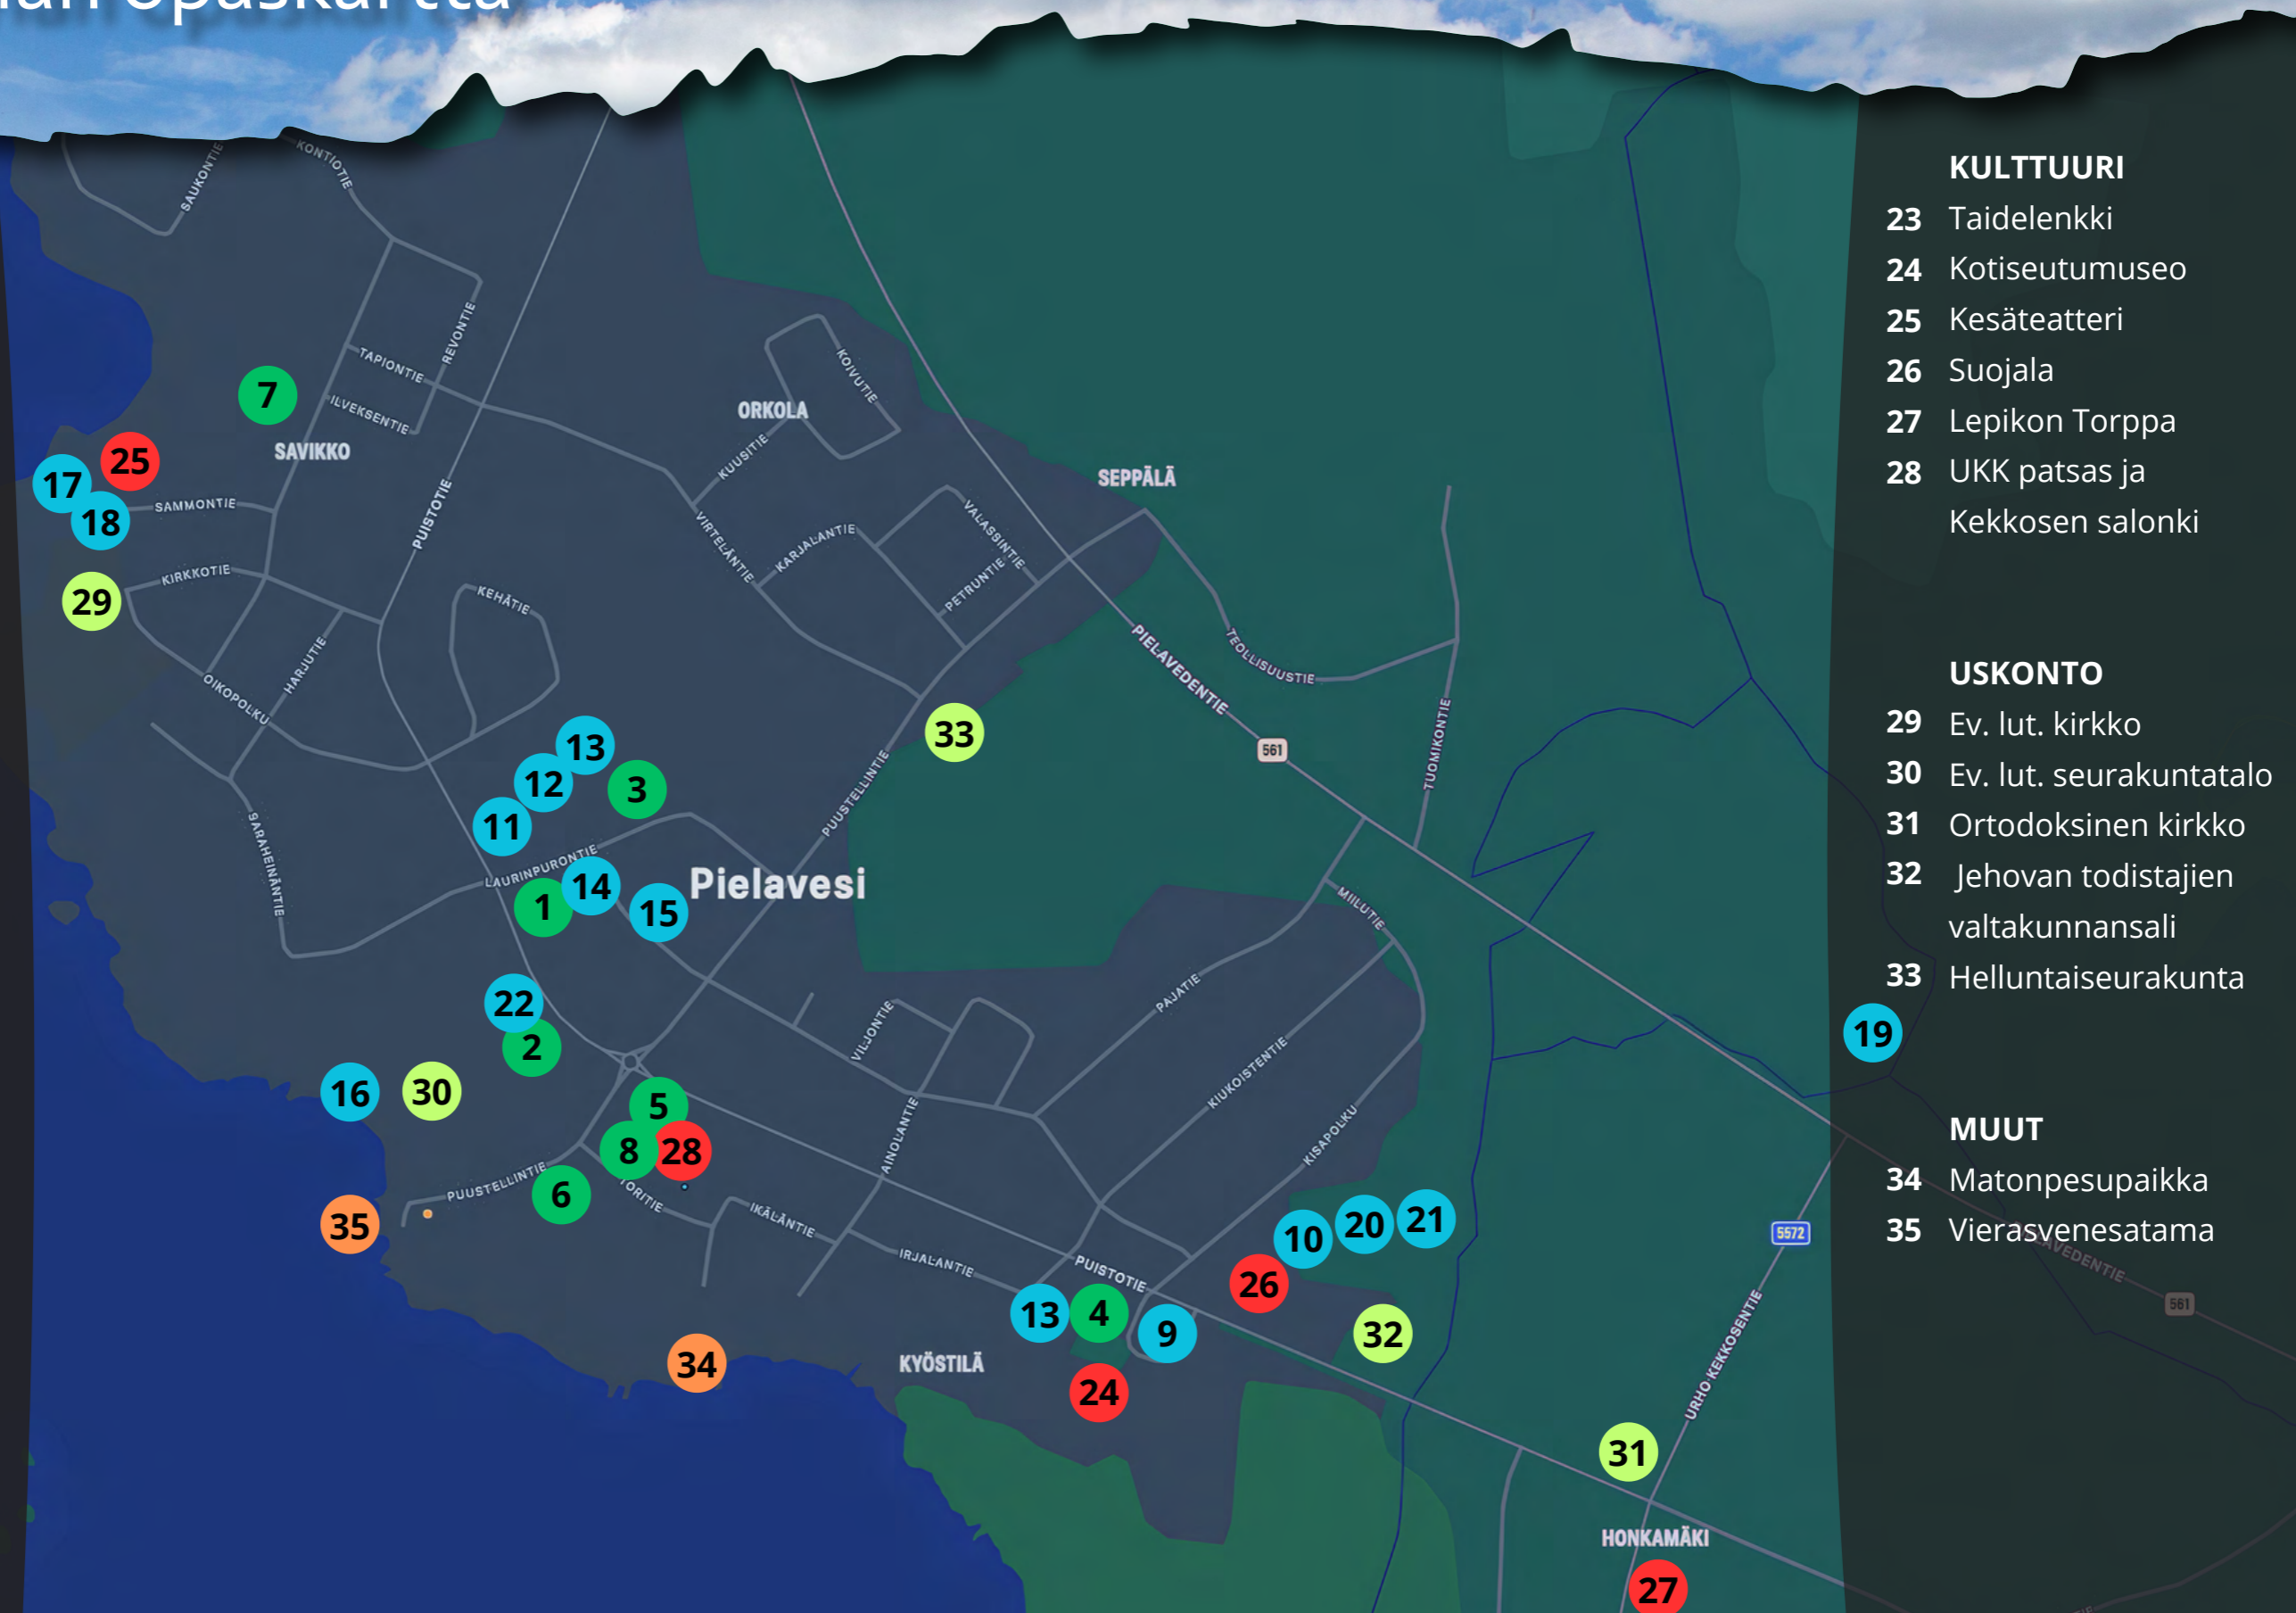 opaskartta
SAUKONTIE
KONTIOTIE
REVONTIE
TAPIONTIE
ILVEKSENTIE
7
SAVIKKO
25
17
18
SAMMONTIE
PUISTOTIE
KIRKKOTIE
29
KEHÄTIE
HARJUTIE
OIKOPOLKU
ORKOLA
KOIVUTIE
KUUSITIE
VIRTELÄNTIE
KARJALANTIE
VALASSINTIE
PETRUNTIE
SEPPÄLÄ
PIELAVEDENTIE
TEOLLISUUSTIE
TUOMIKONTIE
561
33
13
12
3
11
PUUSTELLINTIE
SARAHEINÄNTIE
LAURINPURONTIE
14
1
15
Pielavesi
MIILUTIE
22
2
PAJATIE
VILJONTIE
KIUKOISTENTIE
16
30
5
8
28
AINOLANTIE
KISAPOLKU
PUUSTELLINTIE
6
TORITIE
35
IKÄLÄNTIE
IRJALANTIE
PUISTOTIE
10
20
21
26
13
4
9
32
34
KYÖSTILÄ
24
5572
URHO KEKKOSENTIE
31
HONKAMÄKI
27
KULTTUURI
23 Taidelenkki
24 Kotiseutumuseo
25 Kesäteatteri
26 Suojala
27 Lepikon Torppa
28 UKK patsas ja
Kekkosen salonki
USKONTO
29 Ev. lut. kirkko
30 Ev. lut. seurakuntatalo
31 Ortodoksinen kirkko
32 Jehovan todistajien
valtakunnansali
33 Helluntaiseurakunta
19
MUUT
34 Matonpesupaikka
35 Vierasvenesatama
561